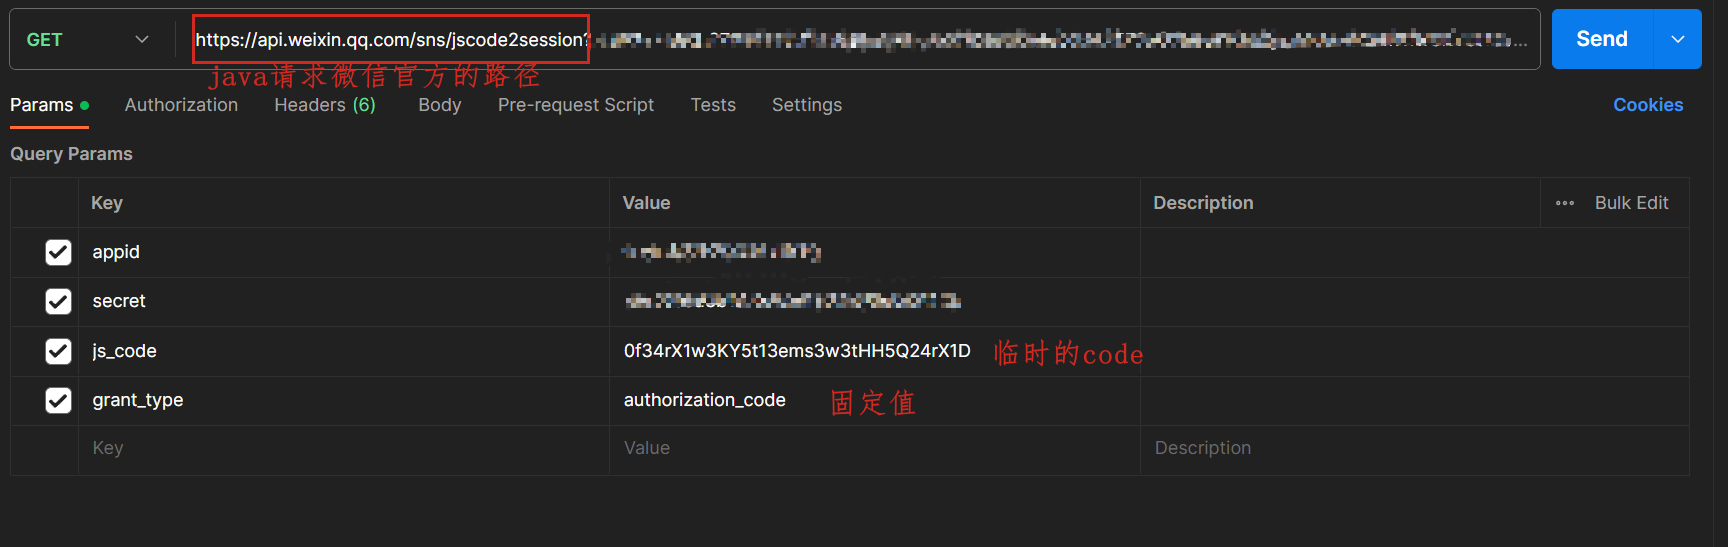 GET https://api.weixin.qq.com/sns/jscode2session? Send
java请求微信官方的路径
Params Authorization Headers (6) Body Pre-request Script Tests Settings Cookies
Query Params
Key Value Description Bulk Edit
appid
secret
js_code 0f34rX1w3KY5t13ems3w3tHH5Q24rX1D 临时的code
grant_type authorization_code 固定值
Key Value Description